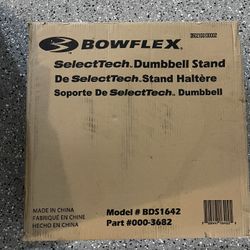 BOWFLEX.
SelectTech. Dumbbell Stand
De SelectTech. Stand Haltère
Soporte De SelectTech. Dumbbell
MADE IN CHINA
FABRIQUÉ EN CHINE
HECHO EN CHINA
Model # BDS1642
Part #000-3682